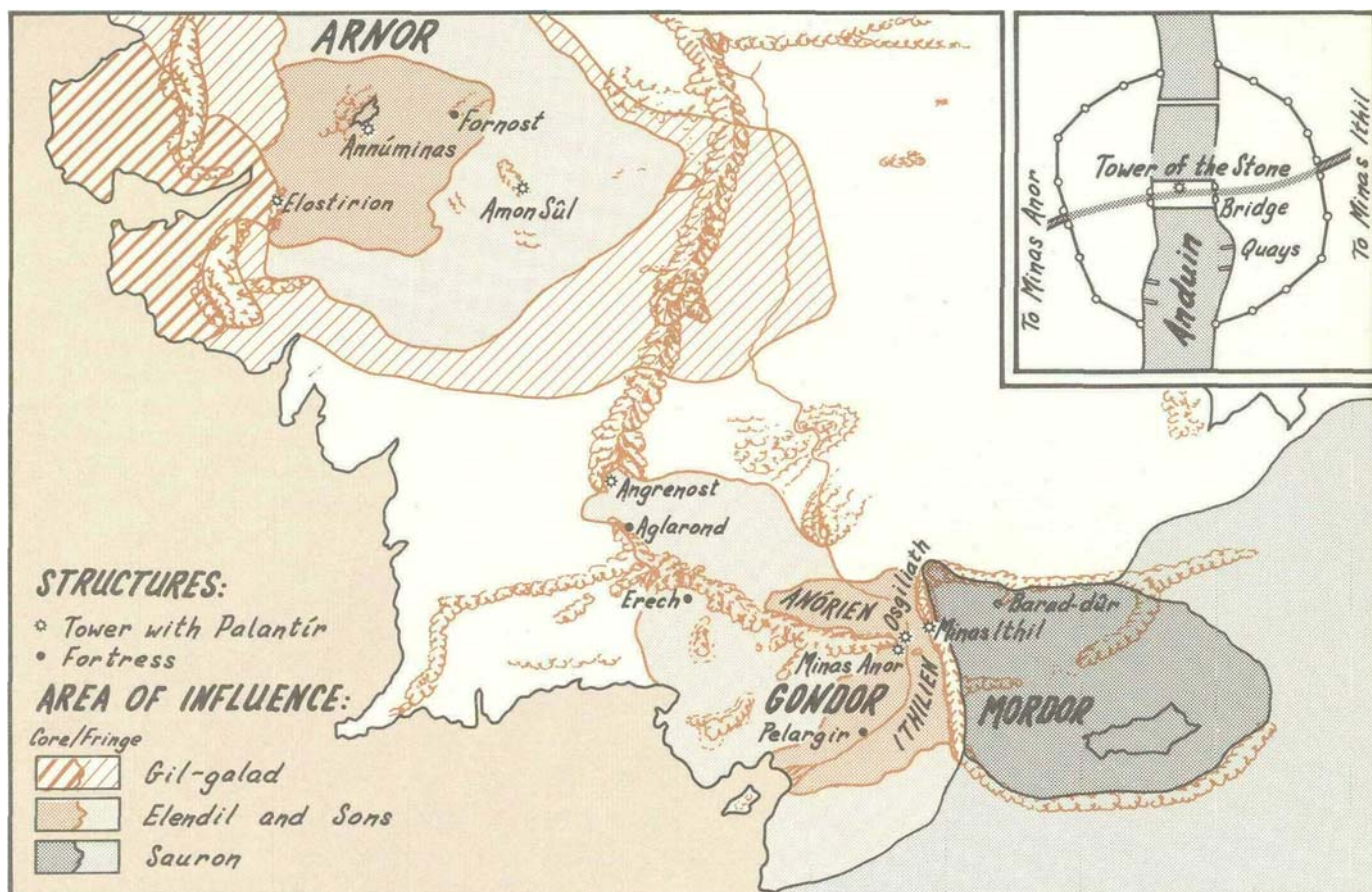 ARNOR
Fornost
Annúminas
Elostirion
Amon Sûl
Angrenost
Aglarond
Erech
ANÓRIEN
Osgiliath
Barad-dûr
Minas Ithil
Minas Anor
GONDOR
ITHILIEN
MORDOR
Pelargir
To Minas Anor
Tower of the Stone
Bridge
Quays
Anduin
To Minas Ithil
STRUCTURES:
Tower with Palantír
Fortress
AREA OF INFLUENCE:
Core/Fringe
Gil-galad
Elendil and Sons
Sauron